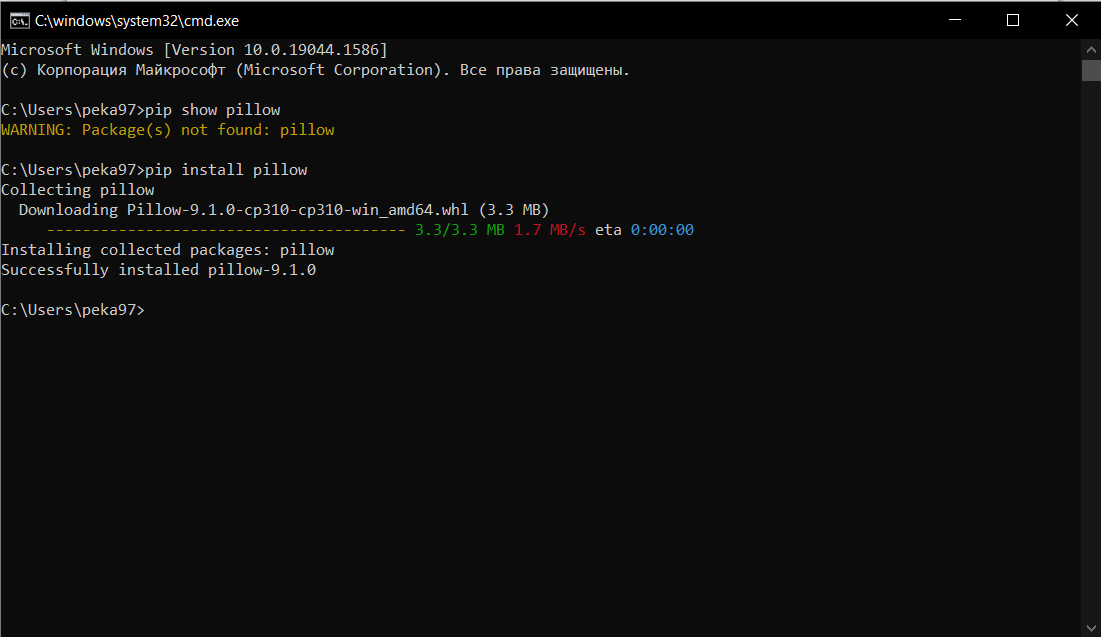 C:\windows\system32\cmd.exe
Microsoft Windows [Version 10.0.19044.1586]
(c) Корпорация Майкрософт (Microsoft Corporation). Все права защищены.
C:\Users\peka97>pip show pillow
WARNING: Package(s) not found: pillow
C:\Users\peka97>pip install pillow
Collecting pillow
  Downloading Pillow-9.1.0-cp310-cp310-win_amd64.whl (3.3 MB)
     ---------------------------------------- 3.3/3.3 MB 1.7 MB/s eta 0:00:00
Installing collected packages: pillow
Successfully installed pillow-9.1.0
C:\Users\peka97>